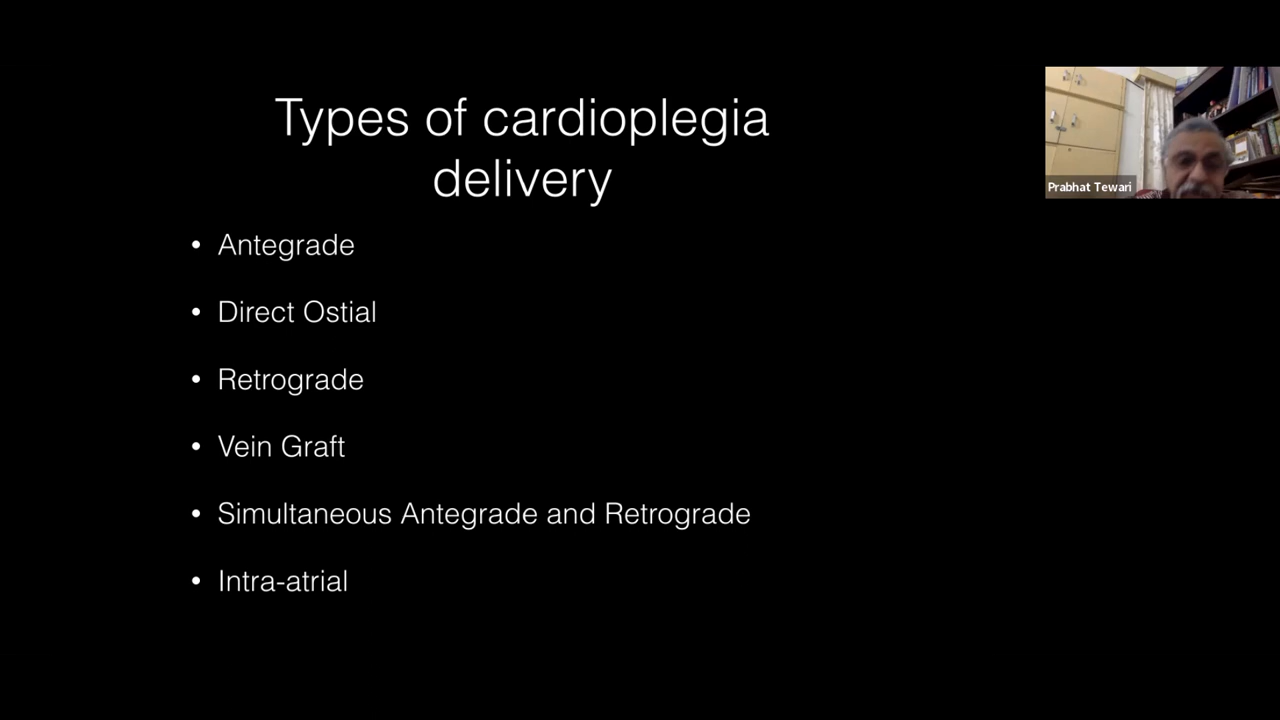 Types of cardioplegia
delivery
• Antegrade
• Direct Ostial
• Retrograde
• Vein Graft
• Simultaneous Antegrade and Retrograde
• Intra-atrial
Prabhat Tewari